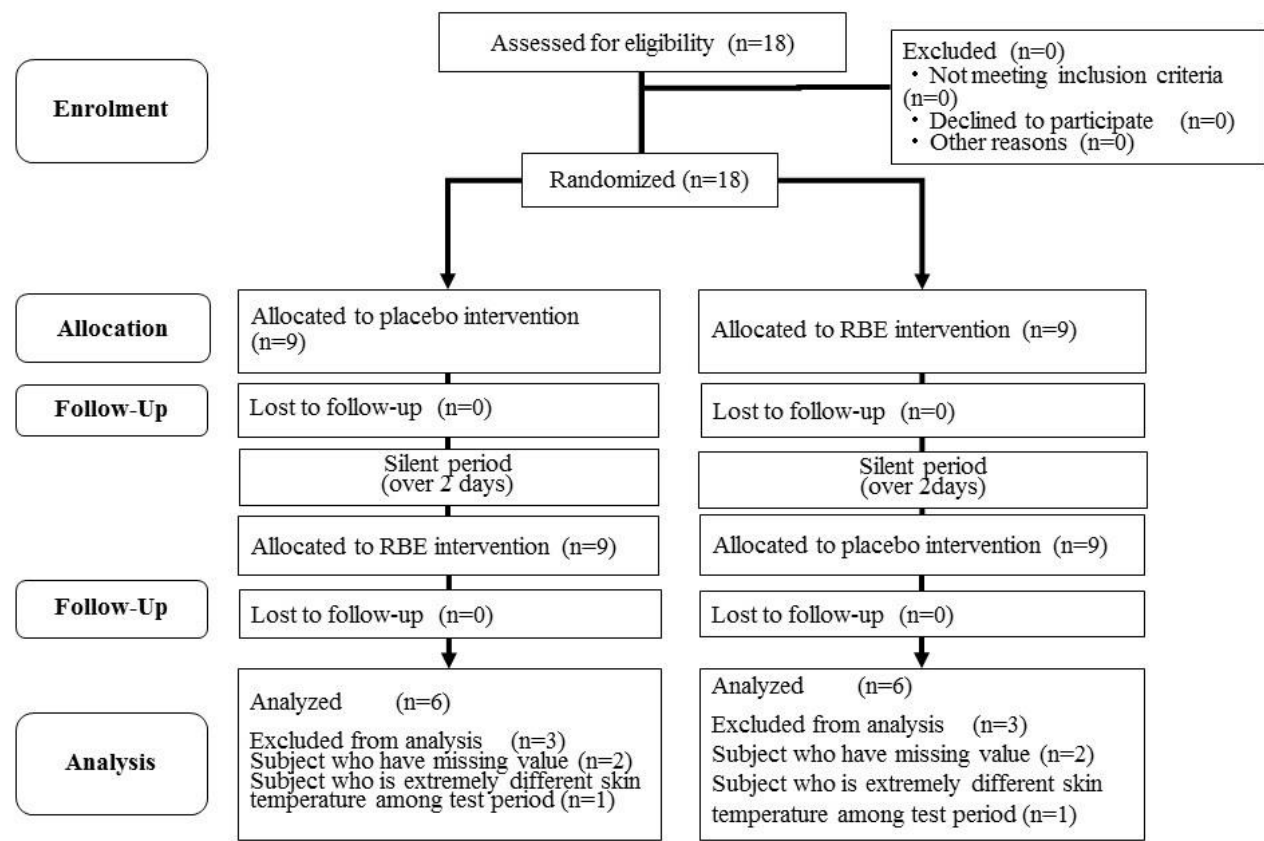 Assessed for eligibility (n=18)
Excluded (n=0)
・Not meeting inclusion criteria
(n=0)
・Declined to participate (n=0)
・Other reasons (n=0)
Enrolment
Randomized (n=18)
Allocation
Allocated to placebo intervention
(n=9)
Allocated to RBE intervention (n=9)
Follow-Up
Lost to follow-up (n=0)
Lost to follow-up (n=0)
Silent period
(over 2 days)
Silent period
(over 2days)
Allocated to RBE intervention (n=9)
Allocated to placebo intervention (n=9)
Follow-Up
Lost to follow-up (n=0)
Lost to follow-up (n=0)
Analysis
Analyzed (n=6)
Excluded from analysis (n=3)
Subject who have missing value (n=2)
Subject who is extremely different skin
temperature among test period (n=1)
Analyzed (n=6)
Excluded from analysis (n=3)
Subject who have missing value (n=2)
Subject who is extremely different skin
temperature among test period (n=1)